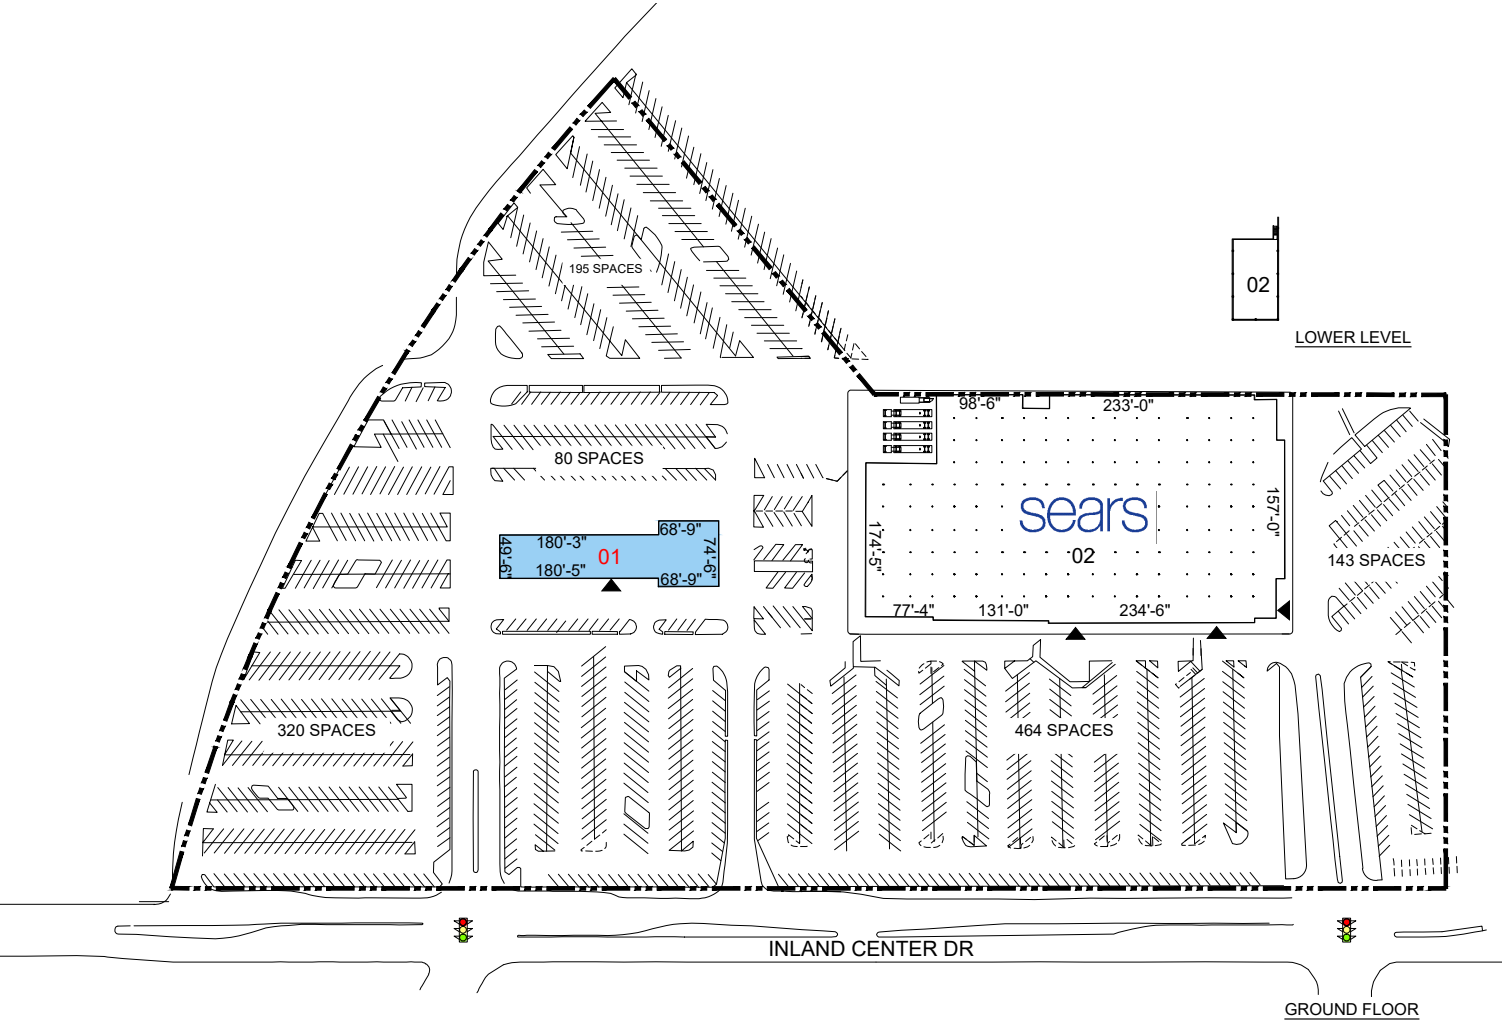 195 SPACES
02
LOWER LEVEL
98'-6"
233'-0"
80 SPACES
sears
157'-0"
68'-9"
180'-3"
49'-6"
01
74'-6"
174'-5"
02
143 SPACES
180'-5"
68'-9"
77'-4"
131'-0"
234'-6"
320 SPACES
464 SPACES
INLAND CENTER DR
GROUND FLOOR